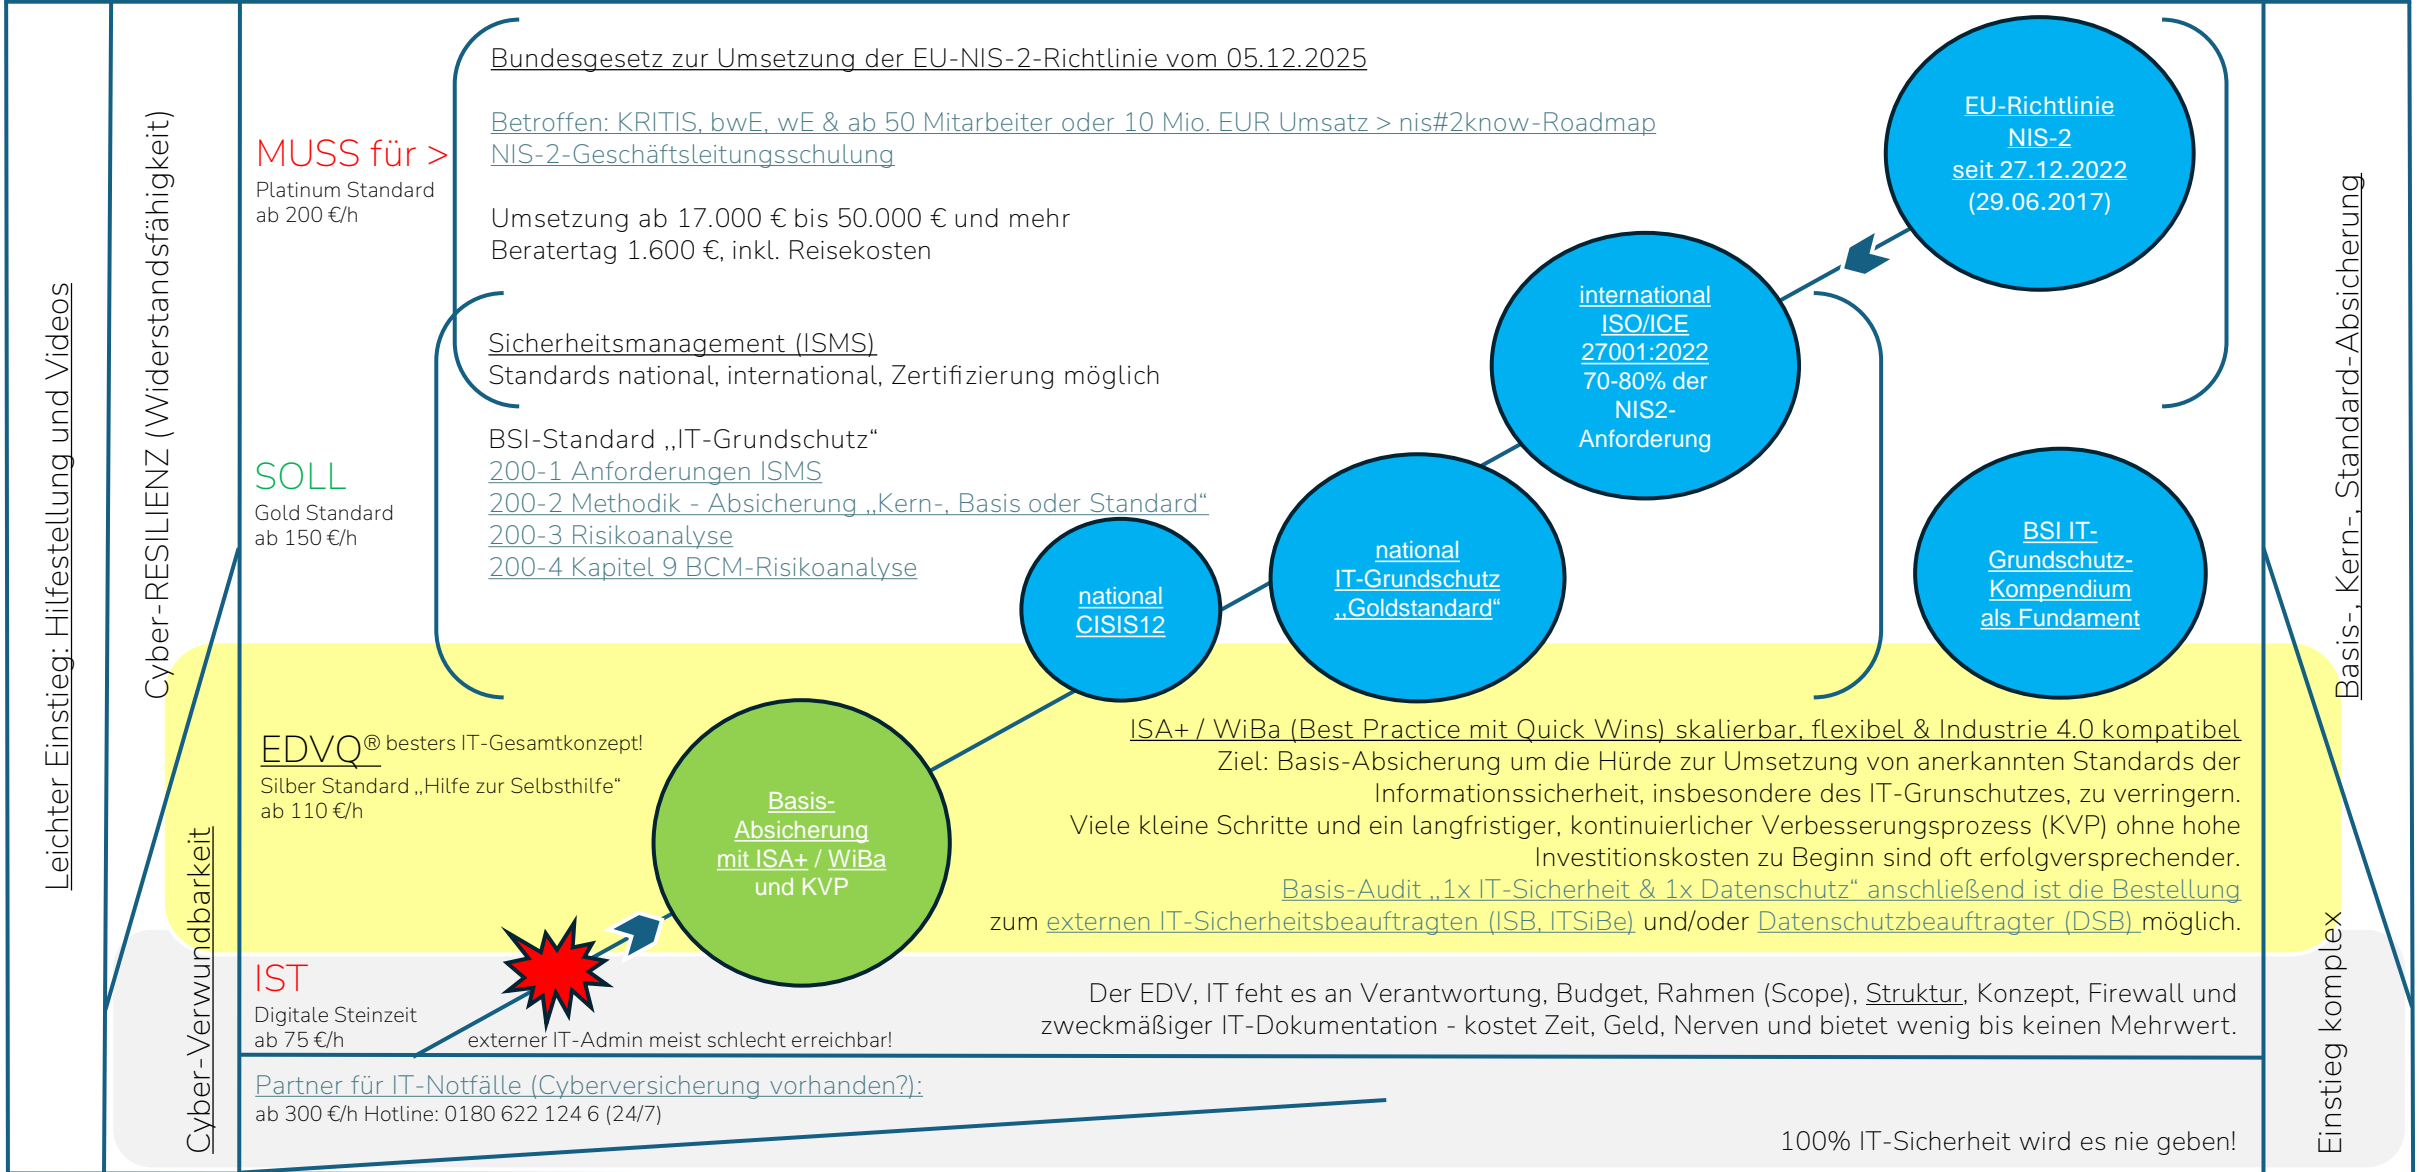 Leichter Einstieg: Hilfestellung und Videos
Cyber-RESILIENZ (Widerstandsfähigkeit)
Cyber-Verwundbarkeit
MUSS für >
Platinum Standard
ab 200 €/h
Bundesgesetz zur Umsetzung der EU-NIS-2-Richtlinie vom 05.12.2025
Betroffen: KRITIS, bwE, wE & ab 50 Mitarbeiter oder 10 Mio. EUR Umsatz > nis#2know-Roadmap
NIS-2-Geschäftsleitungsschulung
Umsetzung ab 17.000 € bis 50.000 € und mehr
Beratertag 1.600 €, inkl. Reisekosten
EU-Richtlinie
NIS-2
seit 27.12.2022
(29.06.2017)
Sicherheitsmanagement (ISMS)
Standards national, international, Zertifizierung möglich
international
ISO/ICE
27001:2022
70-80% der
NIS2-
Anforderung
SOLL
Gold Standard
ab 150 €/h
BSI-Standard ,,IT-Grundschutz“
200-1 Anforderungen ISMS
200-2 Methodik - Absicherung ,,Kern-, Basis oder Standard“
200-3 Risikoanalyse
200-4 Kapitel 9 BCM-Risikoanalyse
national
CISIS12
national
IT-Grundschutz
,,Goldstandard“
BSI IT-
Grundschutz-
Kompendium
als Fundament
EDVQ® besters IT-Gesamtkonzept!
Silber Standard ,,Hilfe zur Selbsthilfe“
ab 110 €/h
Basis-
Absicherung
mit ISA+ / WiBa
und KVP
ISA+ / WiBa (Best Practice mit Quick Wins) skalierbar, flexibel & Industrie 4.0 kompatibel
Ziel: Basis-Absicherung um die Hürde zur Umsetzung von anerkannten Standards der
Informationssicherheit, insbesondere des IT-Grunschutzes, zu verringern.
Viele kleine Schritte und ein langfristiger, kontinuierlicher Verbesserungsprozess (KVP) ohne hohe
Investitionskosten zu Beginn sind oft erfolgversprechender.
Basis-Audit ,,1x IT-Sicherheit & 1x Datenschutz“ anschließend ist die Bestellung
zum externen IT-Sicherheitsbeauftragten (ISB, ITSiBe) und/oder Datenschutzbeauftragter (DSB) möglich.
IST
Digitale Steinzeit
ab 75 €/h
externer IT-Admin meist schlecht erreichbar!
Der EDV, IT feht es an Verantwortung, Budget, Rahmen (Scope), Struktur, Konzept, Firewall und
zweckmäßiger IT-Dokumentation - kostet Zeit, Geld, Nerven und bietet wenig bis keinen Mehrwert.
Partner für IT-Notfälle (Cyberversicherung vorhanden?):
ab 300 €/h Hotline: 0180 622 124 6 (24/7)
100% IT-Sicherheit wird es nie geben!
Basis-, Kern-, Standard-Absicherung
Einstieg komplex